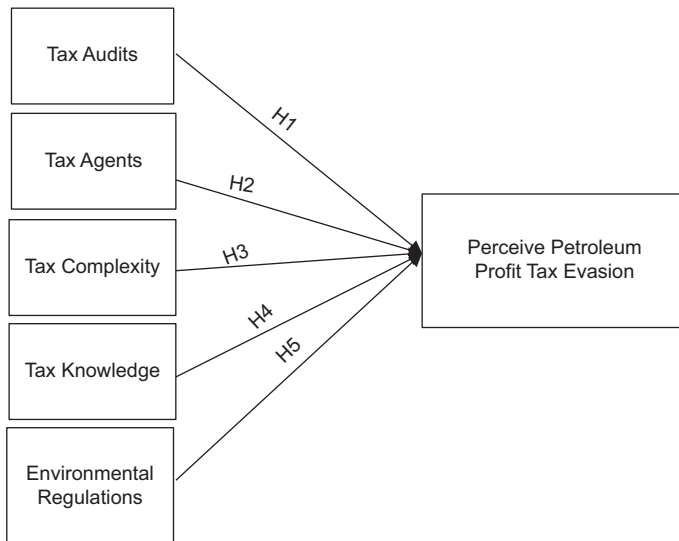 Tax Audits
H1
Tax Agents
H2
Tax Complexity
H3
Perceive Petroleum
Profit Tax Evasion
Tax Knowledge
H4
H5
Environmental
Regulations